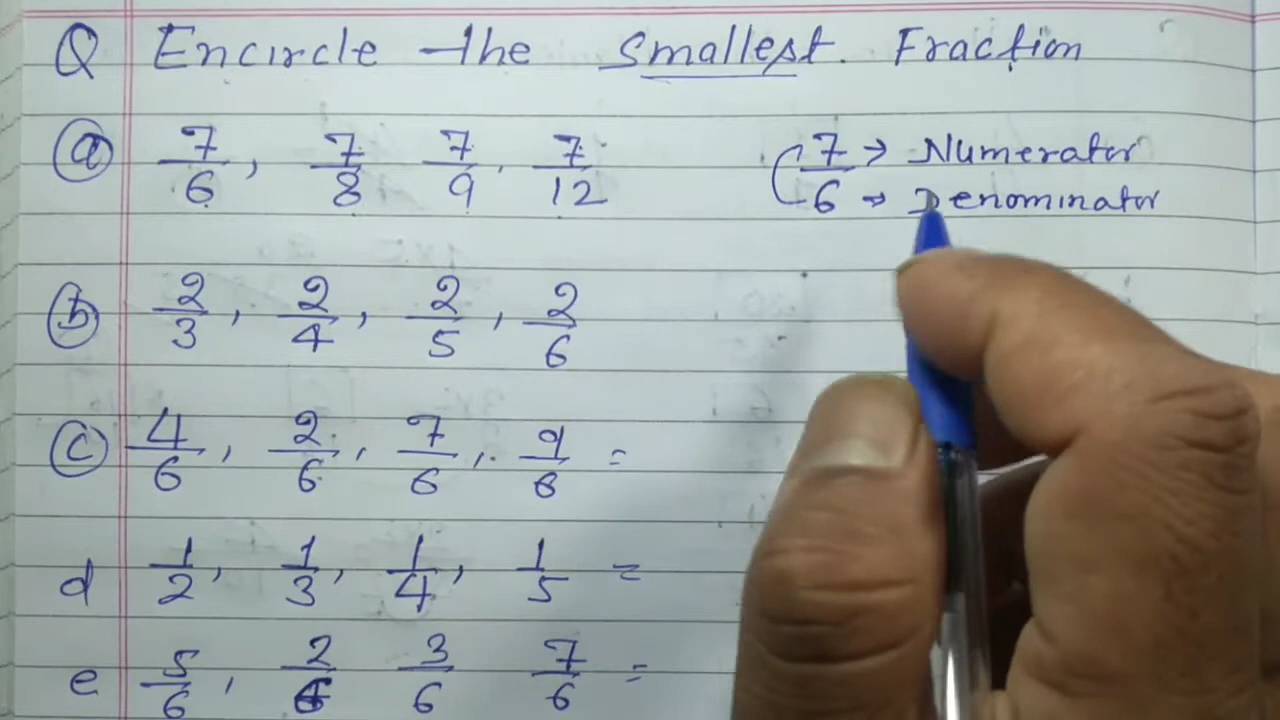 Q Encircle the Smallest. Fraction
(a) 7/6, 7/8 7/9, 7/12 7/6 → Numerator → Denominator
(b) 2/3, 2/4, 2/5, 2/6
(c) 4/6, 2/6, 7/6, 9/6 =
d 1/2, 1/3, 1/4, 1/5 =
e 5/6, 2/6 3/6 7/6 =